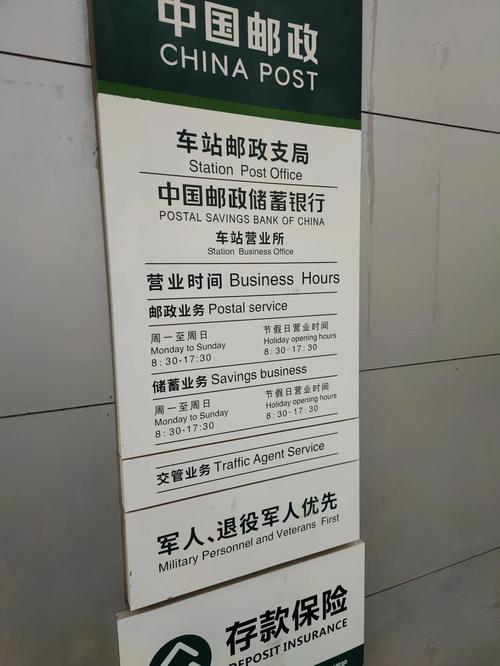 中国邮政
CHINA POST
车站邮政支局
Station Post Office
中国邮政储蓄银行
POSTAL SAVINGS BANK OF CHINA
车站营业所
Station Business Office
营业时间 Business Hours
邮政业务 Postal service
周一至周日 节假日营业时间
Monday to Sunday Holiday opening hours
8:30-17:30 8:30-17:30
储蓄业务 Savings business
周一至周日 节假日营业时间
Monday to Sunday Holiday opening hours
8:30-17:30 8:30-17:30
交管业务 Traffic Agent Service
军人、退役军人优先
Military Personnel and Veterans First
存款保险
DEPOSIT INSURANCE